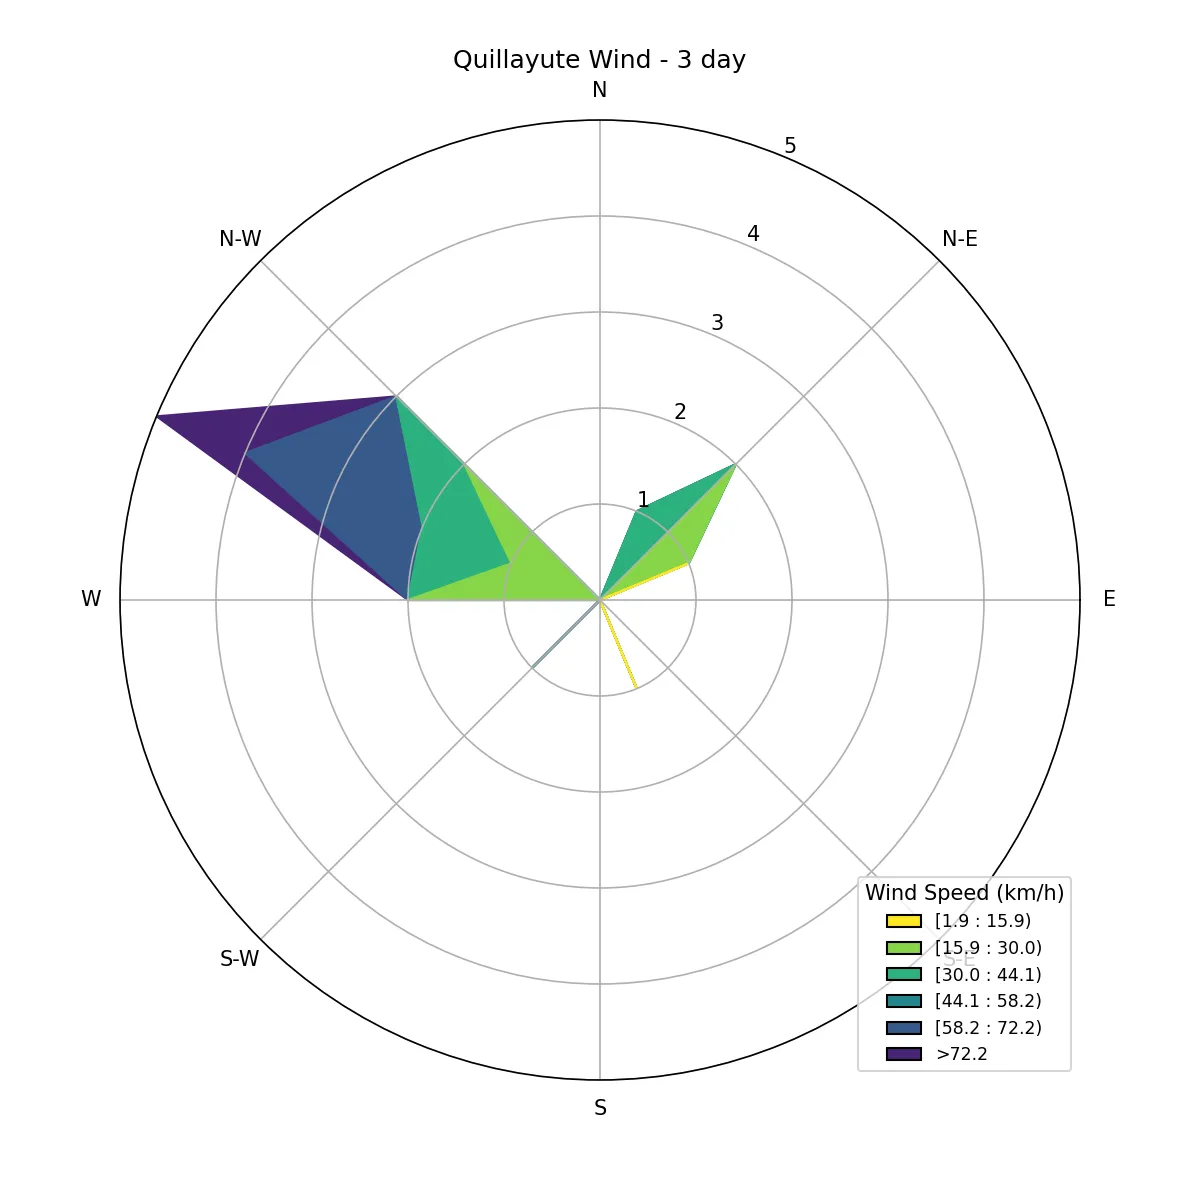 Quillayute Wind - 3 day
N
5
N-W
4
N-E
3
2
1
W
E
S-W
S-E
S
Wind Speed (km/h)
[1.9 : 15.9)
[15.9 : 30.0)
[30.0 : 44.1)
[44.1 : 58.2)
[58.2 : 72.2)
>72.2